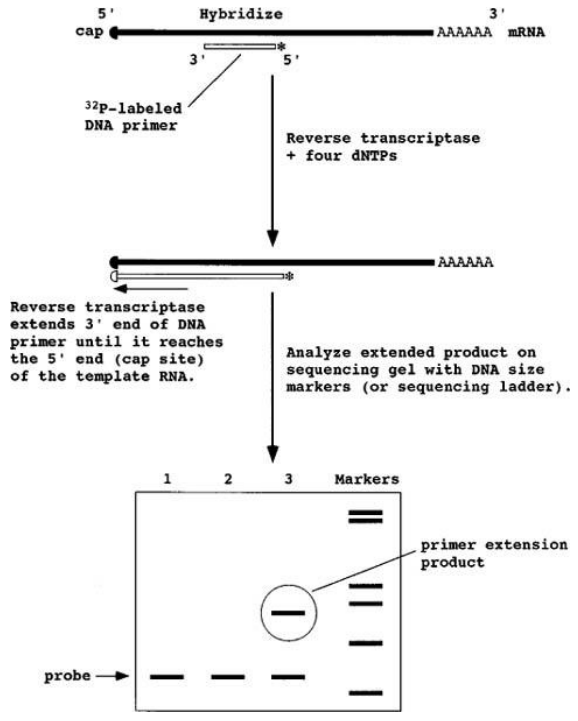 5' Hybridize 3'
cap AAAAAA mRNA
3' 5'
*
32P-labeled
DNA primer
Reverse transcriptase
+ four dNTPs
AAAAAA
*
Reverse transcriptase
extends 3' end of DNA
primer until it reaches
the 5' end (cap site)
of the template RNA.
Analyze extended product on
sequencing gel with DNA size
markers (or sequencing ladder).
1 2 3 Markers
primer extension
product
probe